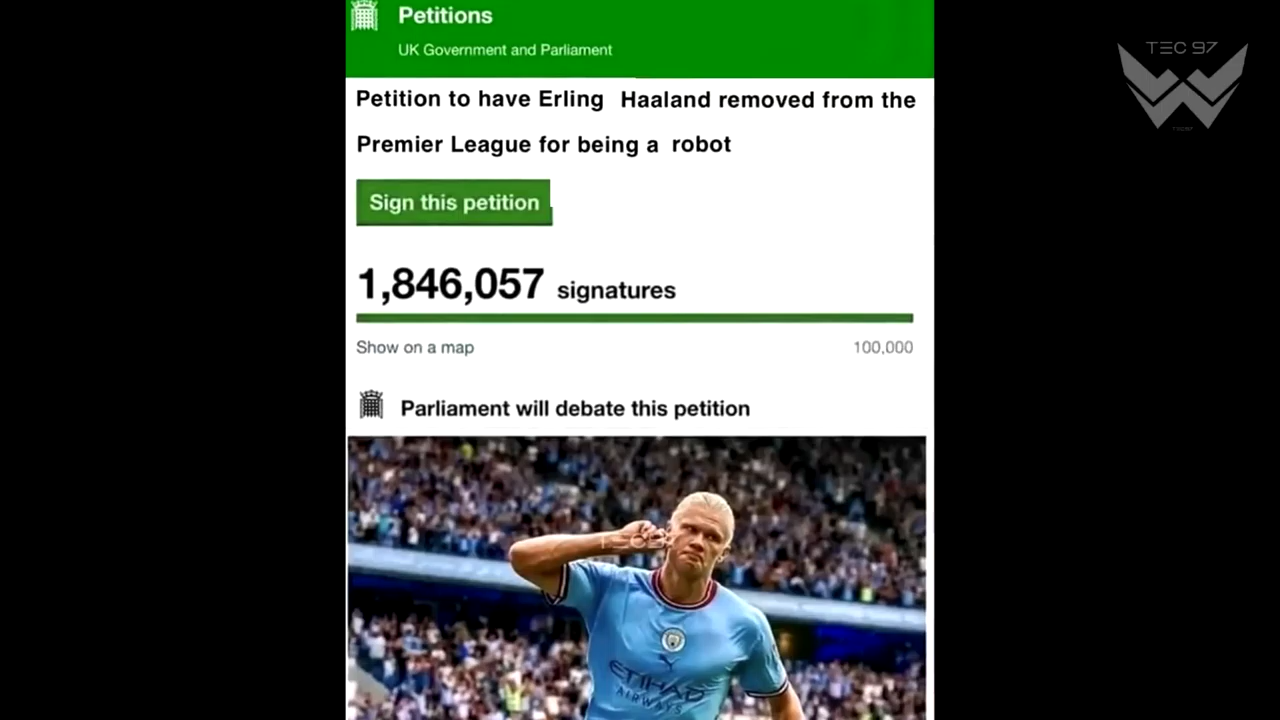 Petitions
UK Government and Parliament
TEC 97
Petition to have Erling Haaland removed from the
Premier League for being a robot
Sign this petition
1,846,057 signatures
Show on a map 100,000
Parliament will debate this petition
ETIHAD
AIRWAYS